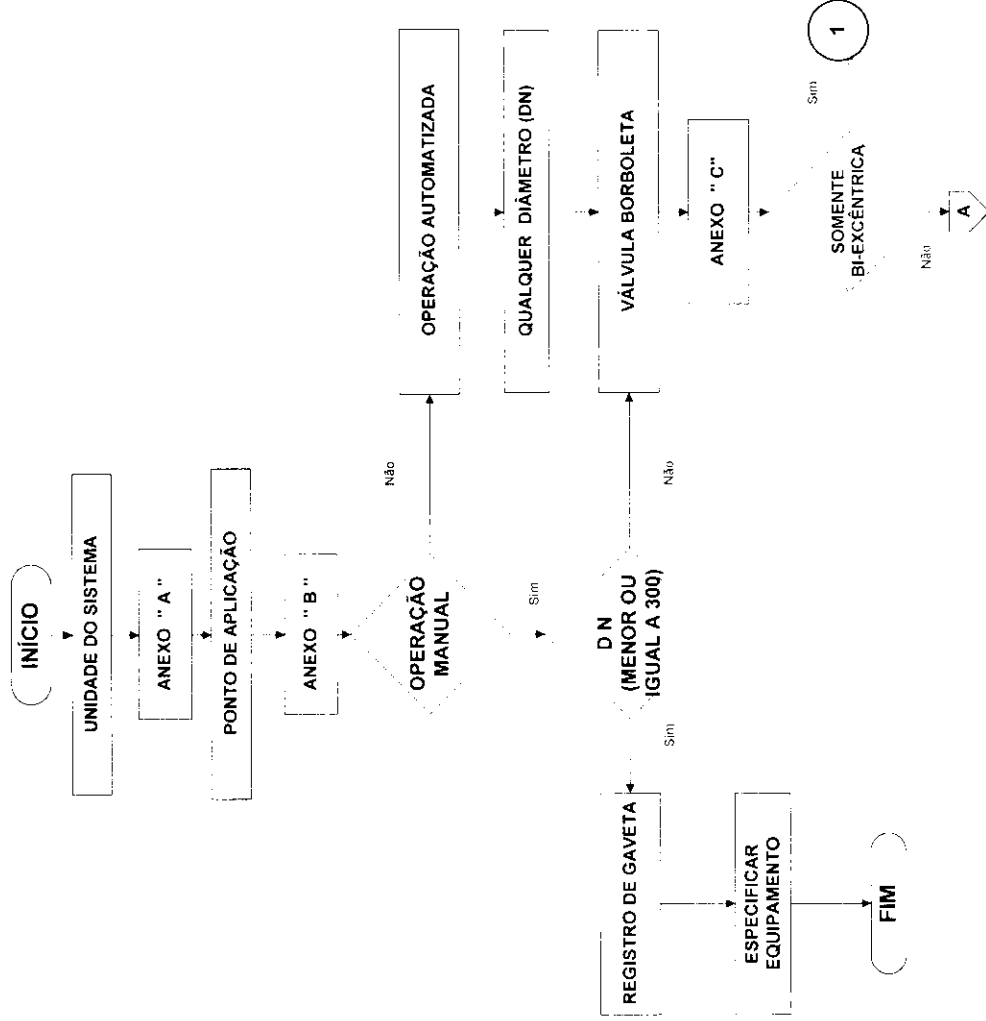 INÍCIO
UNIDADE DO SISTEMA
ANEXO " A "
PONTO DE APLICAÇÃO
ANEXO " B "
OPERAÇÃO
MANUAL
Não
OPERAÇÃO AUTOMATIZADA
QUALQUER DIÂMETRO (DN)
Sim
D N
(MENOR OU
IGUAL A 300)
Não
VÁLVULA BORBOLETA
ANEXO " C "
SOMENTE
BI-EXCÊNTRICA
Sim
1
Não
A
Sim
REGISTRO DE GAVETA
ESPECIFICAR
EQUIPAMENTO
FIM